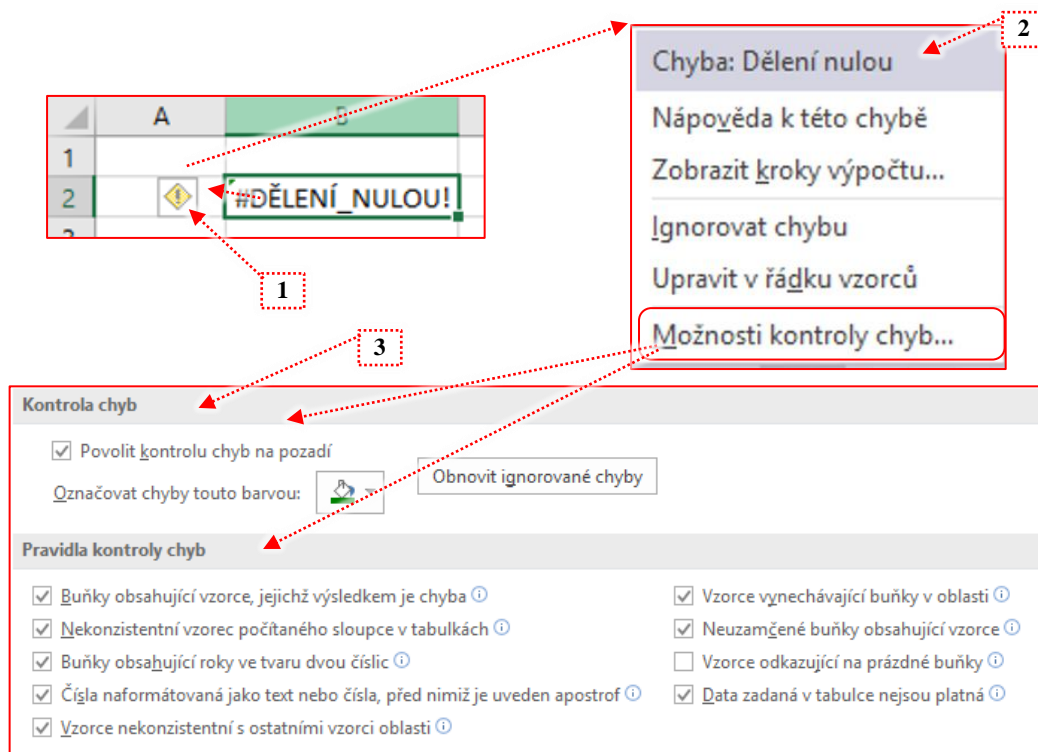 2
Chyba: Dělení nulou
Nápověda k této chybě
Zobrazit kroky výpočtu...
Ignorovat chybu
Upravit v řádku vzorců
Možnosti kontroly chyb...
A B
1
2 #DĚLENÍ_NULOU!
1
3
Kontrola chyb
Povolit kontrolu chyb na pozadí
Označovat chyby touto barvou:
Obnovit ignorované chyby
Pravidla kontroly chyb
Buňky obsahující vzorce, jejichž výsledkem je chyba
Nekonzistentní vzorec počítaného sloupce v tabulkách
Buňky obsahující roky ve tvaru dvou číslic
Čísla naformátovaná jako text nebo čísla, před nimiž je uveden apostrof
Vzorce nekonzistentní s ostatními vzorci oblasti
Vzorce vynechávající buňky v oblasti
Neuzamčené buňky obsahující vzorce
Vzorce odkazující na prázdné buňky
Data zadaná v tabulce nejsou platná